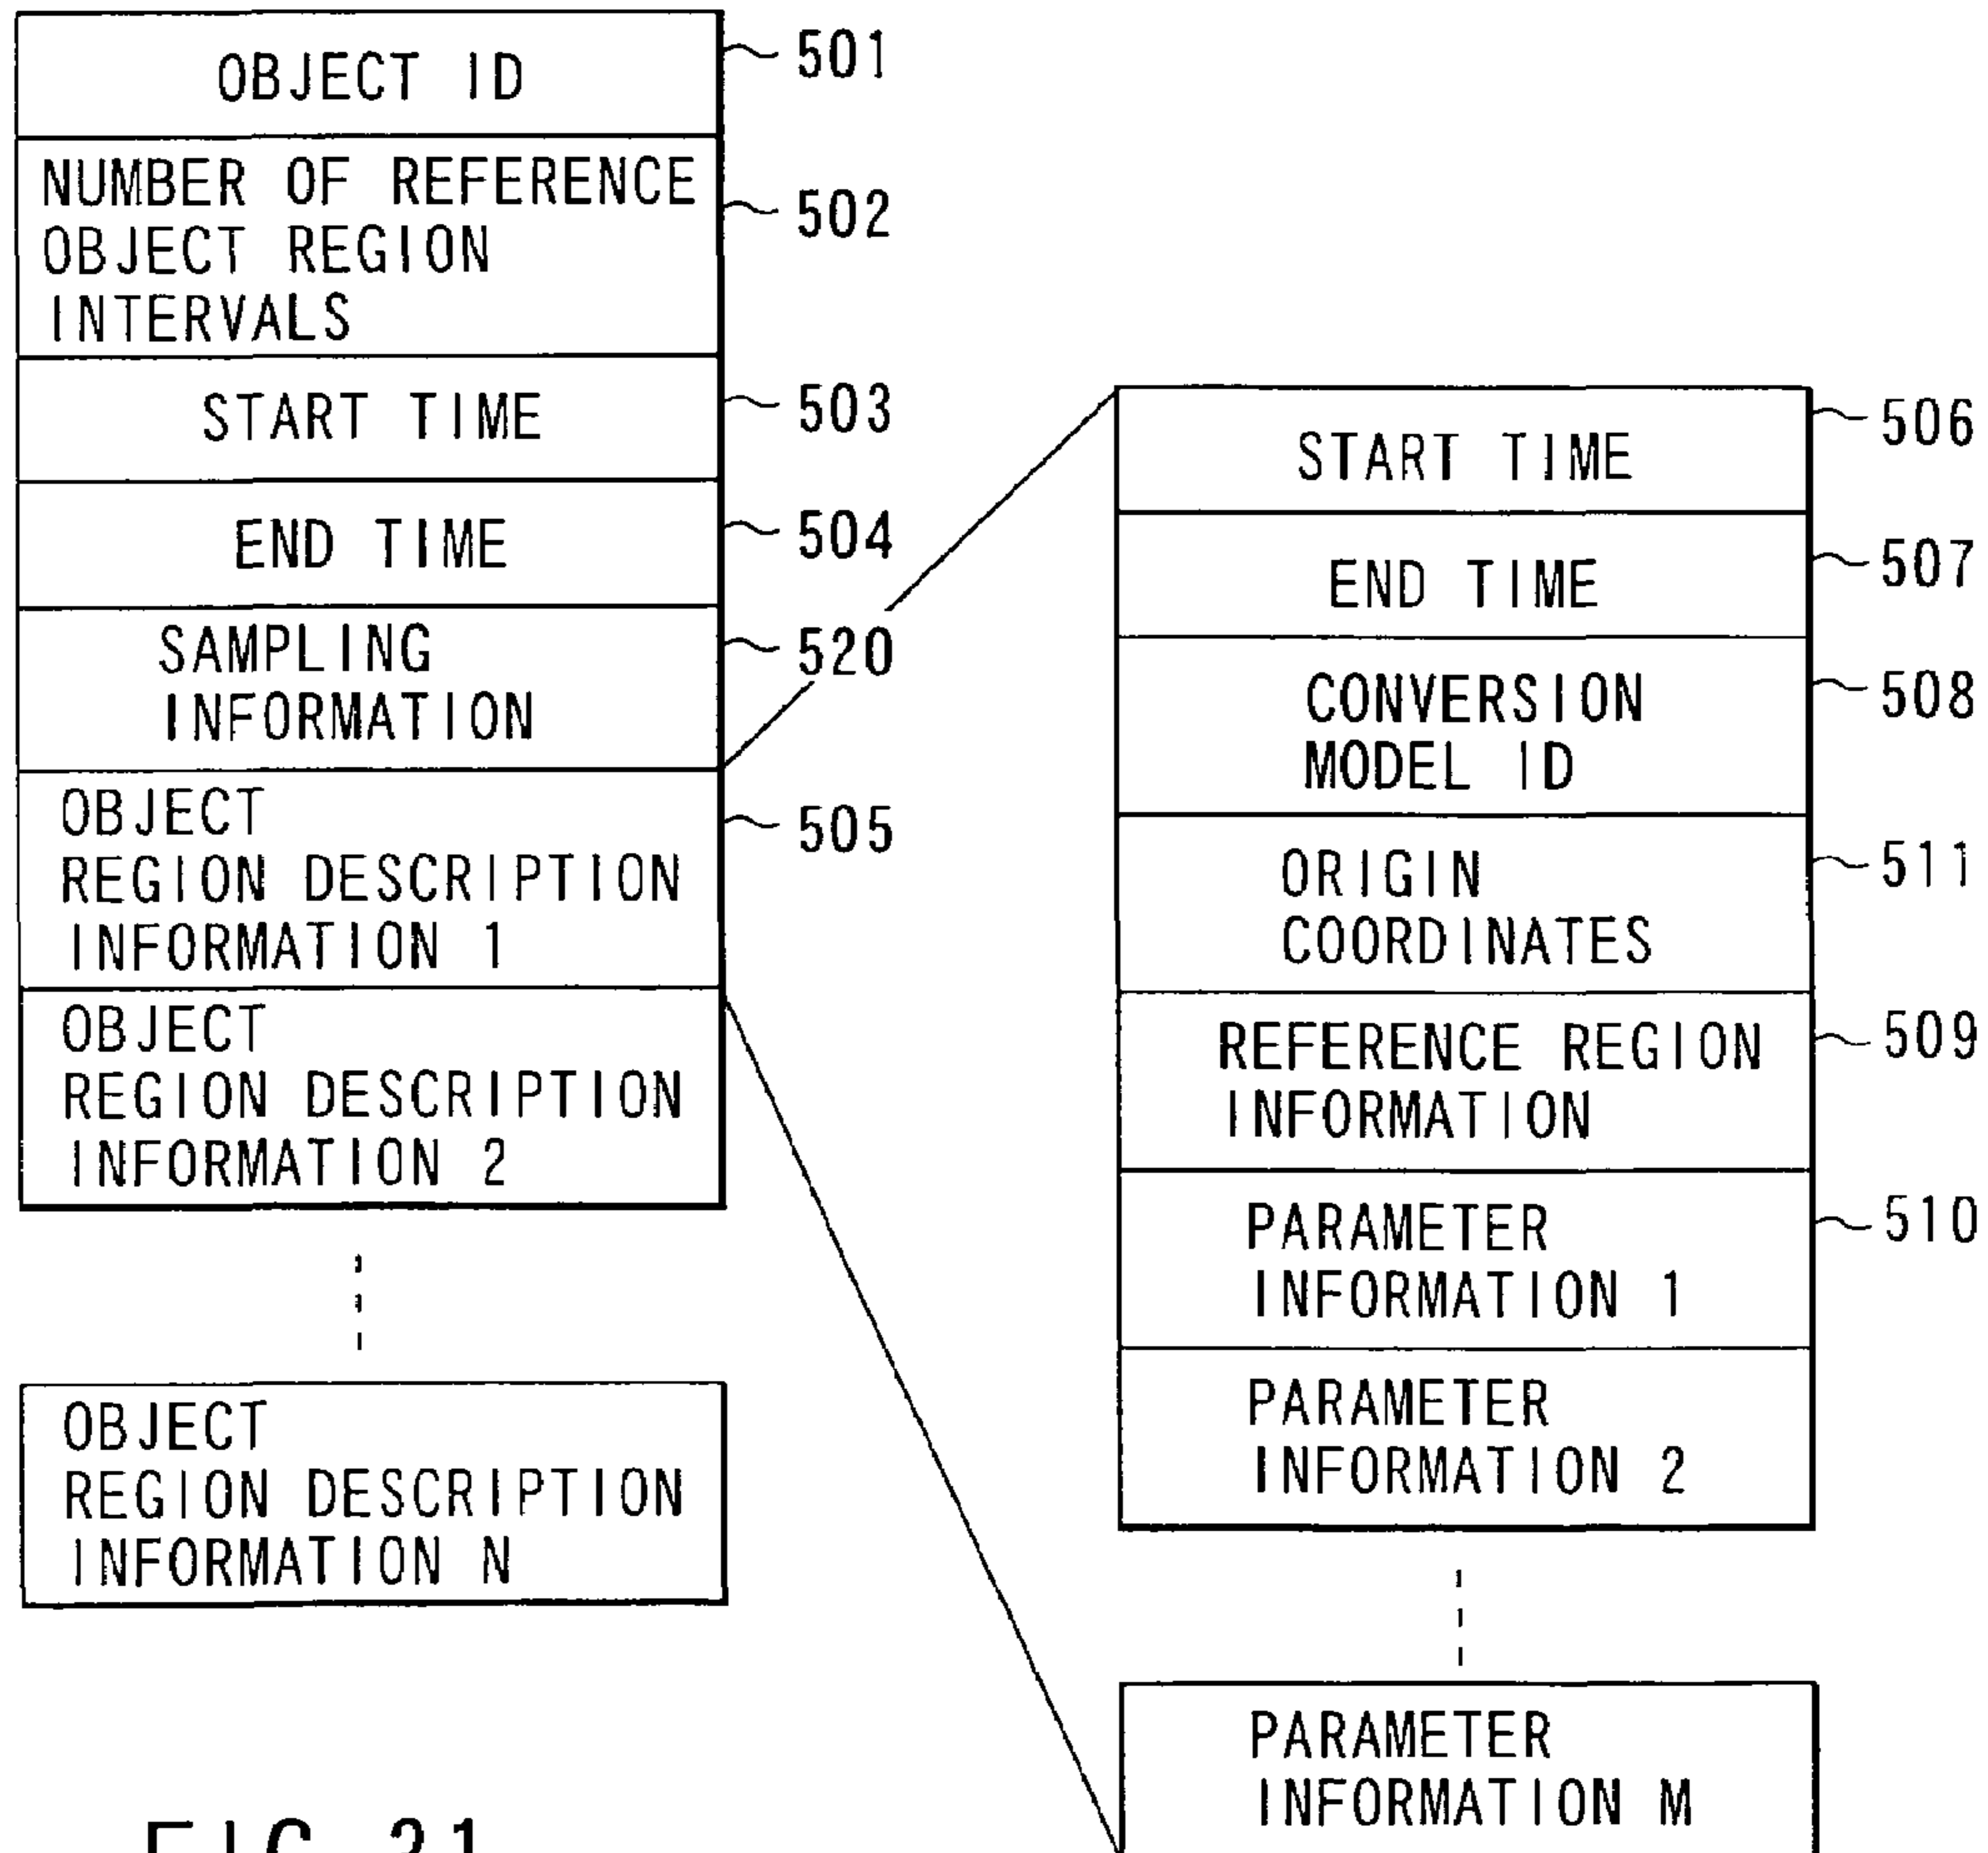 OBJECT ID
501
NUMBER OF REFERENCE
OBJECT REGION
INTERVALS
502
START TIME
503
END TIME
504
SAMPLING
INFORMATION
520
OBJECT
REGION DESCRIPTION
INFORMATION 1
505
OBJECT
REGION DESCRIPTION
INFORMATION 2
OBJECT
REGION DESCRIPTION
INFORMATION N
START TIME
506
END TIME
507
CONVERSION
MODEL ID
508
ORIGIN
COORDINATES
511
REFERENCE REGION
INFORMATION
509
PARAMETER
INFORMATION 1
510
PARAMETER
INFORMATION 2
PARAMETER
INFORMATION M